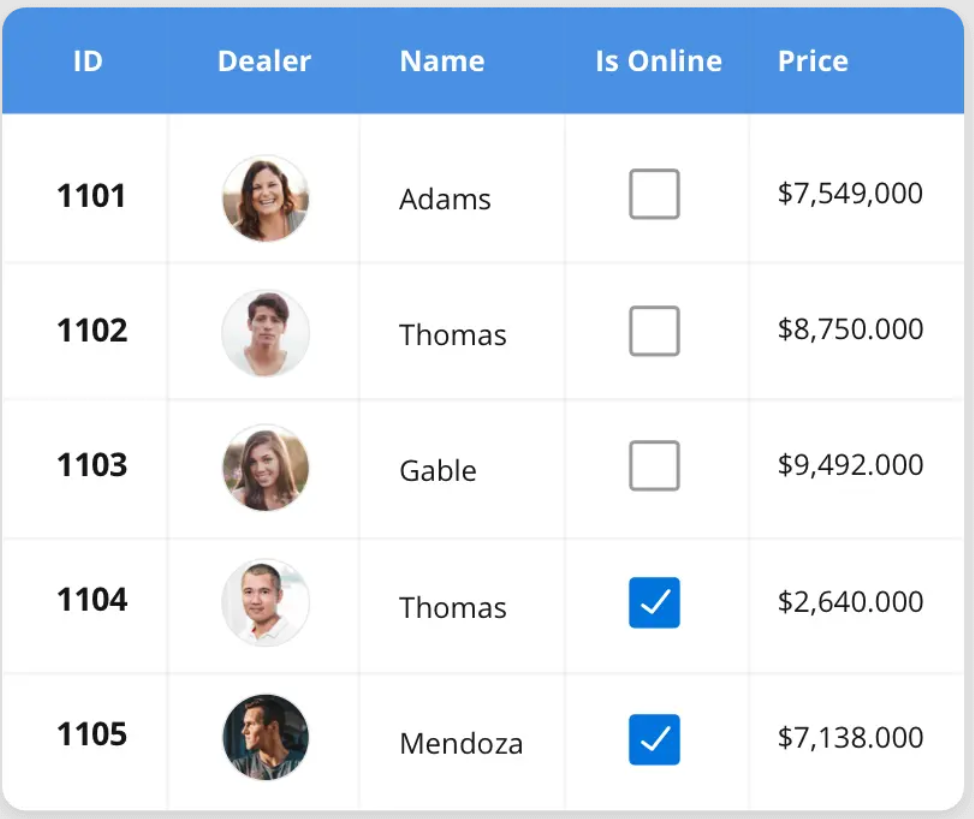 ID Dealer Name Is Online Price
1101 Adams $7,549,000
1102 Thomas $8,750.000
1103 Gable $9,492.000
1104 Thomas $2,640.000
1105 Mendoza $7,138.000